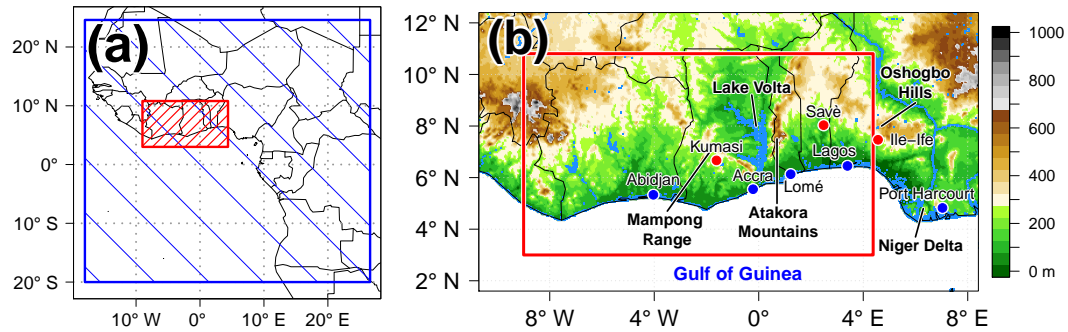 (a)
20° N
10° N
0°
10° S
20° S
10° W
0°
10° E
20° E
(b)
12° N
10° N
8° N
6° N
4° N
2° N
8° W
4° W
0°
4° E
8° E
Oshogbo
Hills
Lake Volta
Savè
Kumasi
Ile−Ife
Lagos
Abidjan
Accra
Lomé
Port Harcourt
Mampong
Range
Atakora
Mountains
Niger Delta
Gulf of Guinea
1000
800
600
400
200
0 m